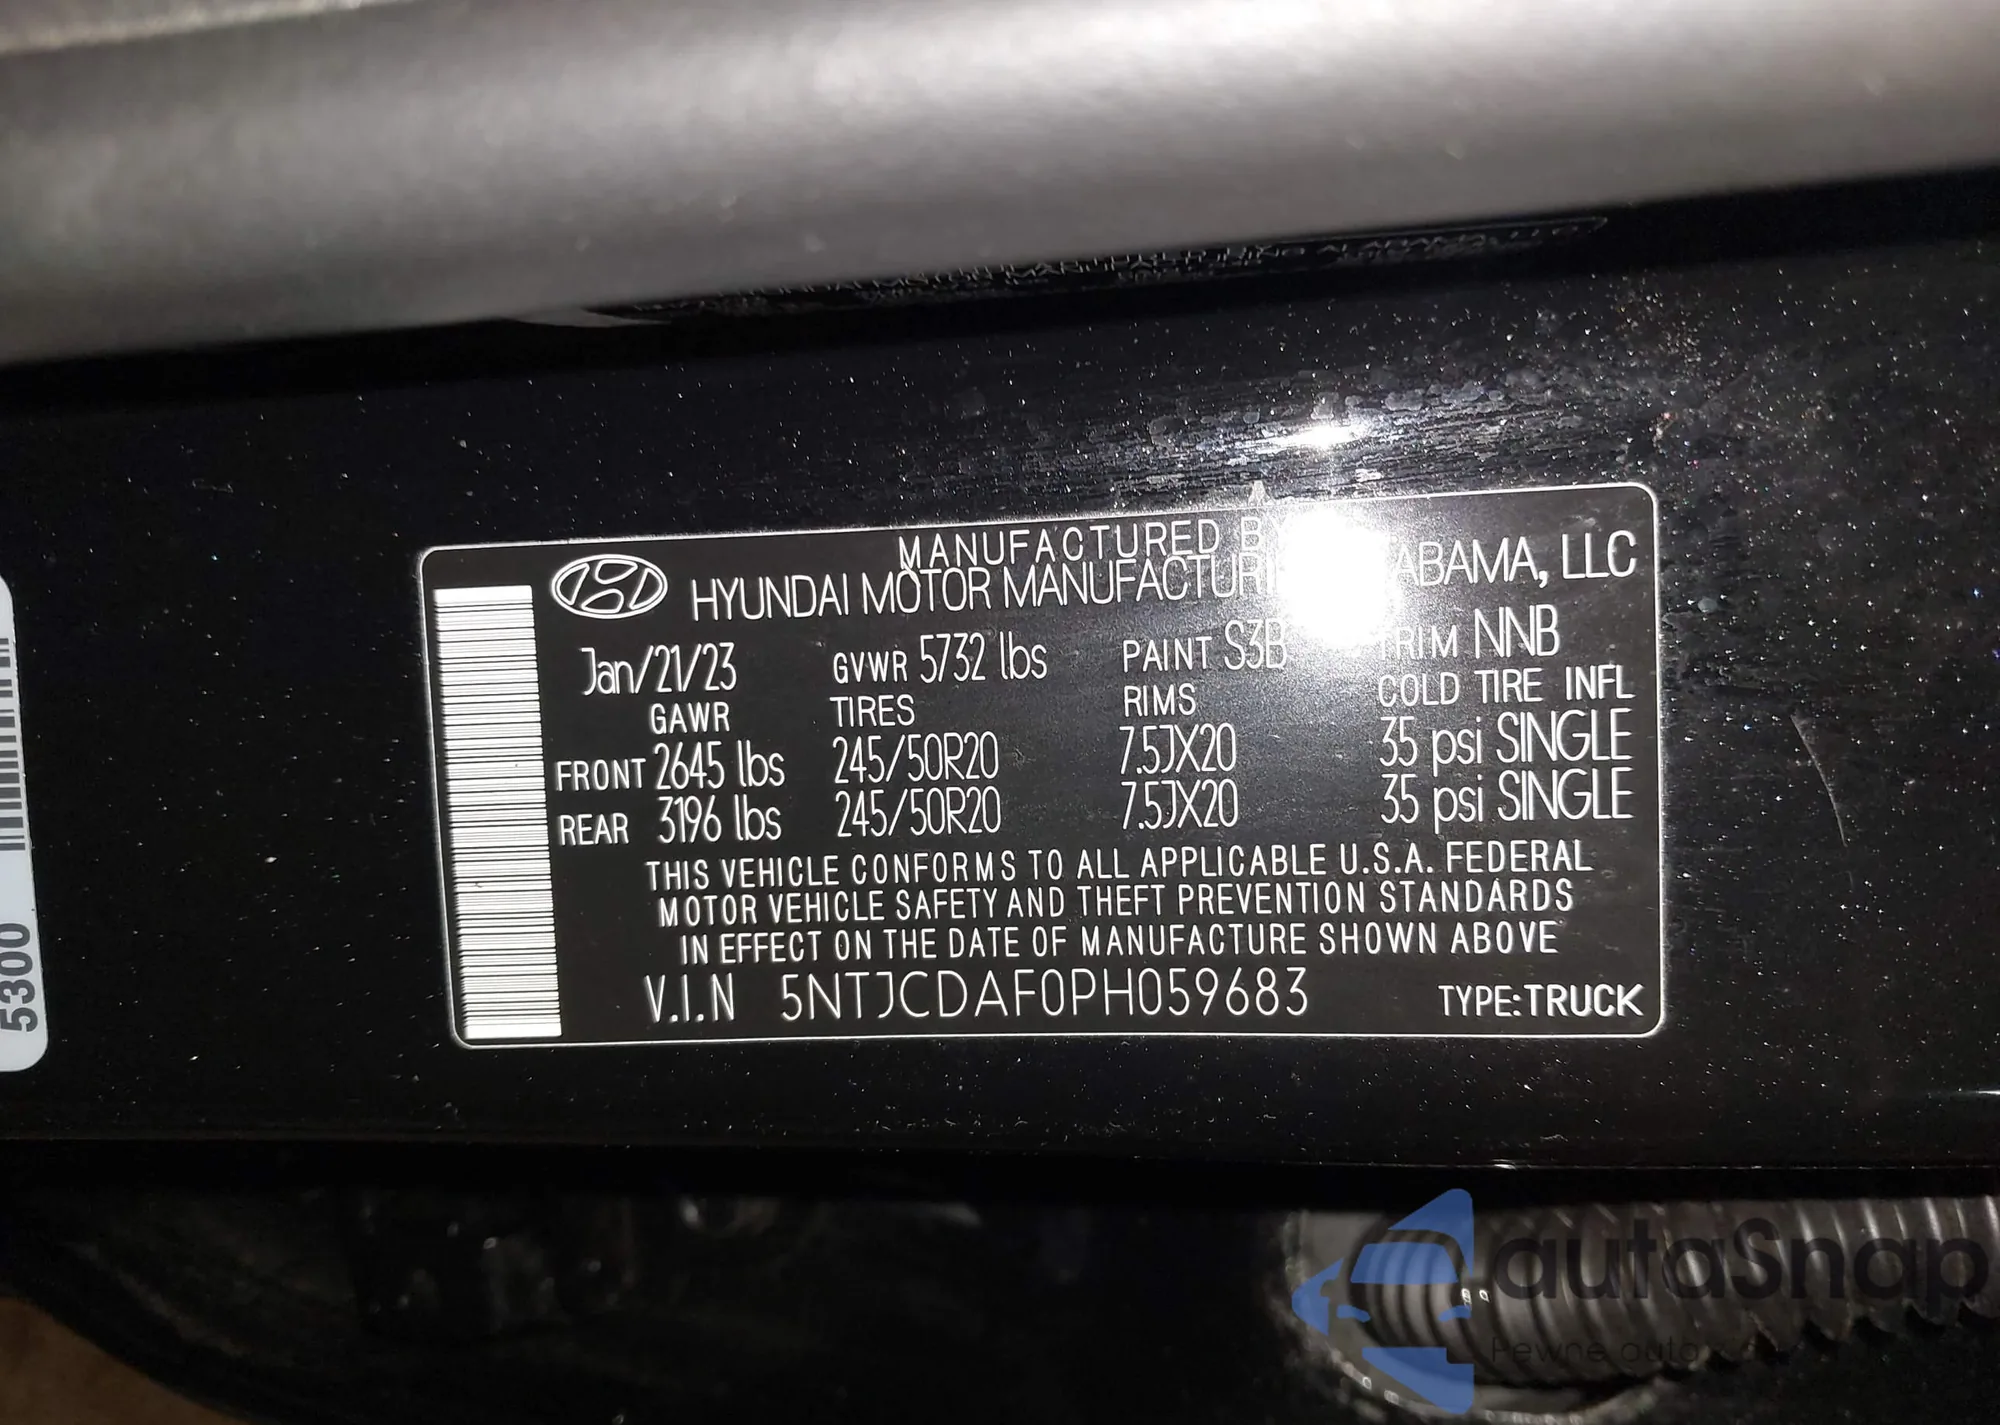 MANUFACTURED BY
HYUNDAI MOTOR MANUFACTURI ABAMA, LLC
Jan/21/23 GVWR 5732 lbs PAINT S3B TRIM NNB
GAWR TIRES RIMS COLD TIRE INFL
FRONT 2645 lbs 245/50R20 7.5JX20 35 psi SINGLE
REAR 3196 lbs 245/50R20 7.5JX20 35 psi SINGLE
THIS VEHICLE CONFORMS TO ALL APPLICABLE U.S.A. FEDERAL
MOTOR VEHICLE SAFETY AND THEFT PREVENTION STANDARDS
IN EFFECT ON THE DATE OF MANUFACTURE SHOWN ABOVE
V.I.N 5NTJCDAF0PH059683 TYPE:TRUCK
5300
autaSnap
Pewne auta z